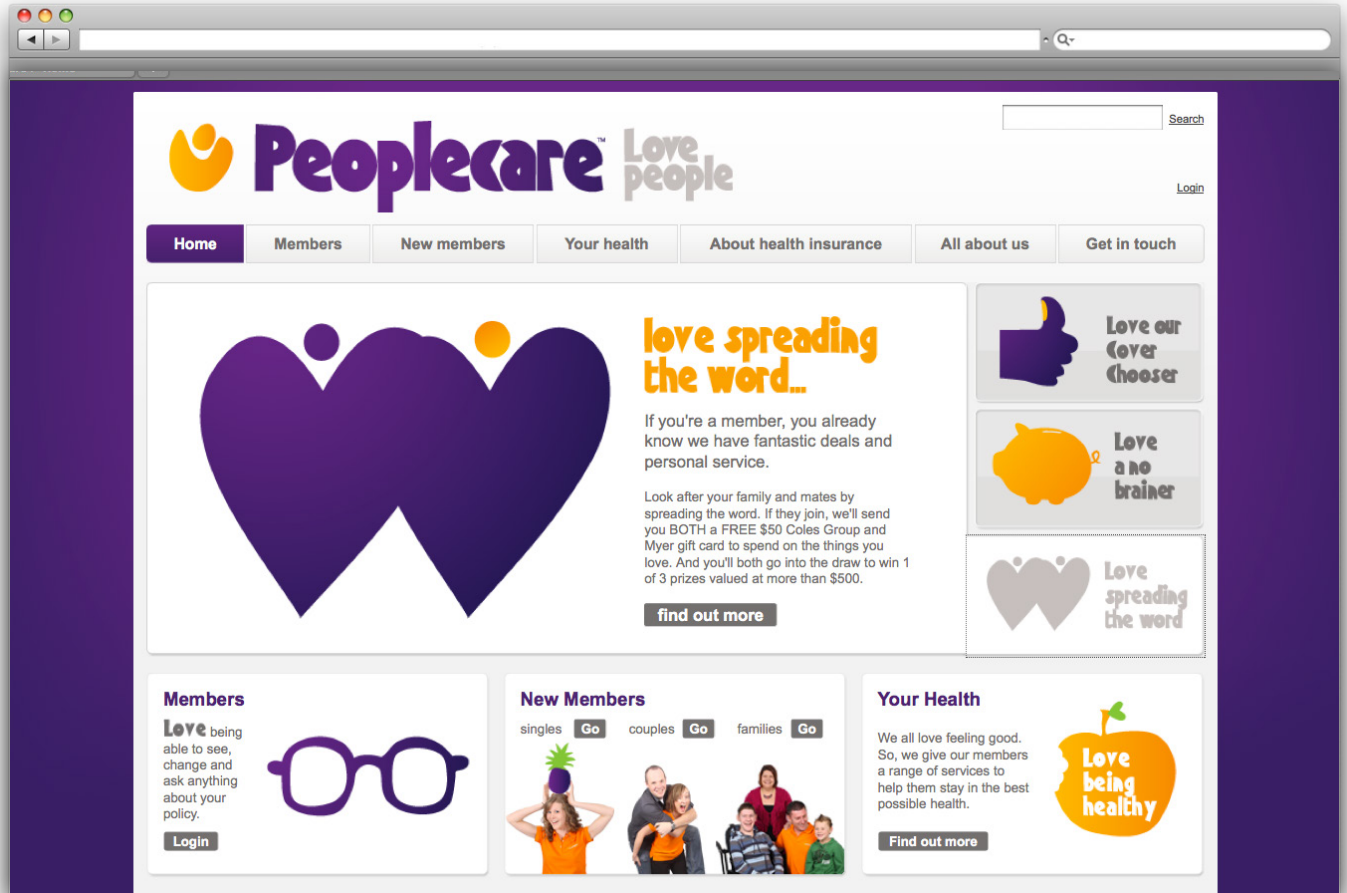 Search
Peoplecare™
Love
people
Login
Home
Members
New members
Your health
About health insurance
All about us
Get in touch
love spreading
the word...
If you're a member, you already
know we have fantastic deals and
personal service.
Look after your family and mates by
spreading the word. If they join, we'll send
you BOTH a FREE $50 Coles Group and
Myer gift card to spend on the things you
love. And you'll both go into the draw to win 1
of 3 prizes valued at more than $500.
find out more
Love our
Cover
Chooser
Love
a no
brainer
Love
spreading
the word
Members
Love being
able to see,
change and
ask anything
about your
policy.
Login
New Members
singles Go couples Go families Go
Your Health
We all love feeling good.
So, we give our members
a range of services to
help them stay in the best
possible health.
Find out more
Love
being
healthy